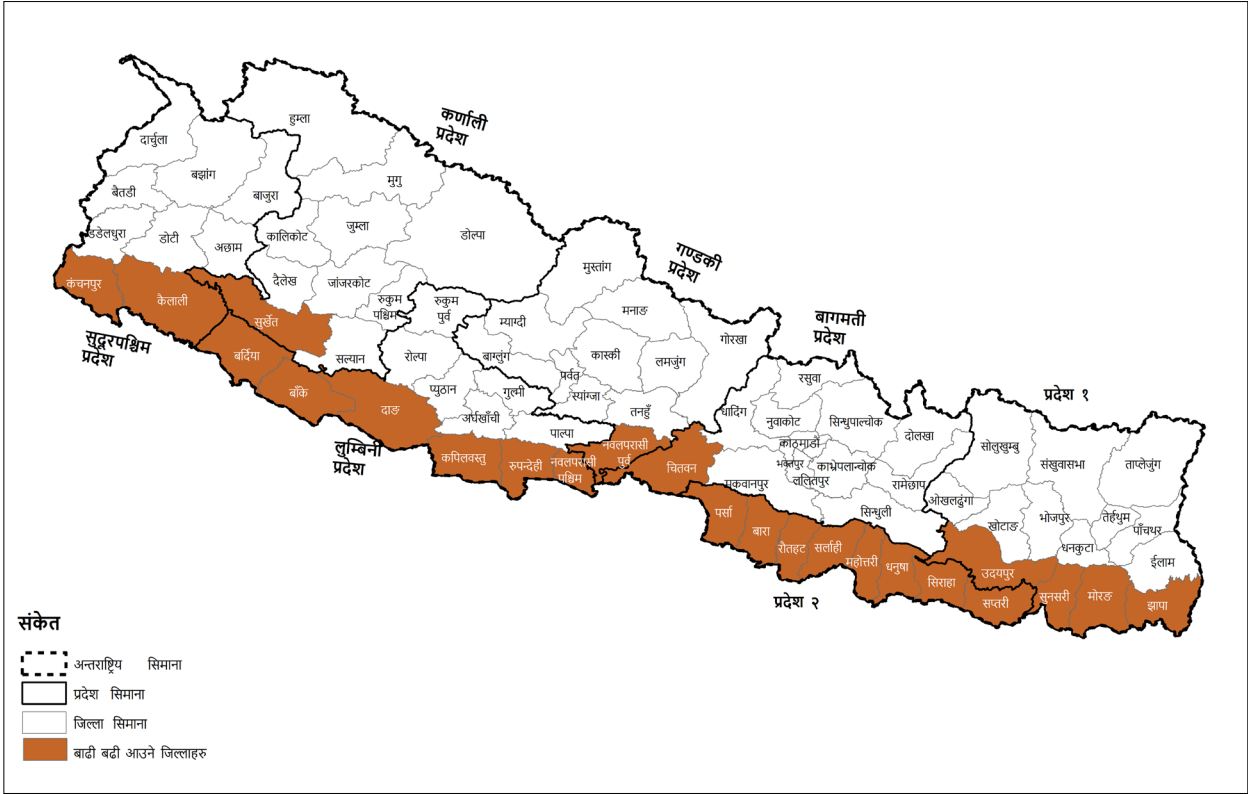 कर्णाली
प्रदेश
हुम्ला
दार्चुला
बझांग
मुगु
बैतडी
बाजुरा
डडेलधुरा
डोटी
अछाम
कालिकोट
जुम्ला
डोल्पा
गण्डकी
प्रदेश
मुस्तांग
कंचनपुर
कैलाली
दैलेख
जांजरकोट
रुकुम
पश्चिम
रुकुम
पुर्व
म्याग्दी
मनाङ
गोरखा
बागमती
प्रदेश
सुदूरपश्चिम
प्रदेश
सुर्खेत
बर्दिया
सल्यान
रोल्पा
बाग्लुंग
कास्की
लमजुंग
पर्वत
रसुवा
बाँके
दाङ
प्युठान
गुल्मी
स्यांग्जा
तनहुँ
धादिंग
नुवाकोट
सिन्धुपाल्चोक
दोलखा
प्रदेश १
अर्घखाँची
पाल्पा
काठमाडौं
भक्तपुर
ललितपुर
काभ्रेपलान्चोक
रामेछाप
सोलुखुम्बु
संखुवासभा
ताप्लेजुंग
लुम्बिनी
प्रदेश
कपिलवस्तु
रुपन्देही
नवलपरासी
पश्चिम
नवलपरासी
पुर्व
चितवन
मकवानपुर
सिन्धुली
ओखलढुंगा
खोटाङ
भोजपुर
तेर्हथुम
पाँचथर
धनकुटा
ईलाम
पर्सा
बारा
रौतहट
सर्लाही
महोत्तरी
धनुषा
सिराहा
सप्तरी
उदयपुर
सुनसरी
मोरङ
झापा
प्रदेश २
संकेत
अन्तराष्ट्रिय सिमाना
प्रदेश सिमाना
जिल्ला सिमाना
बाढी बढी आउने जिल्लाहरु